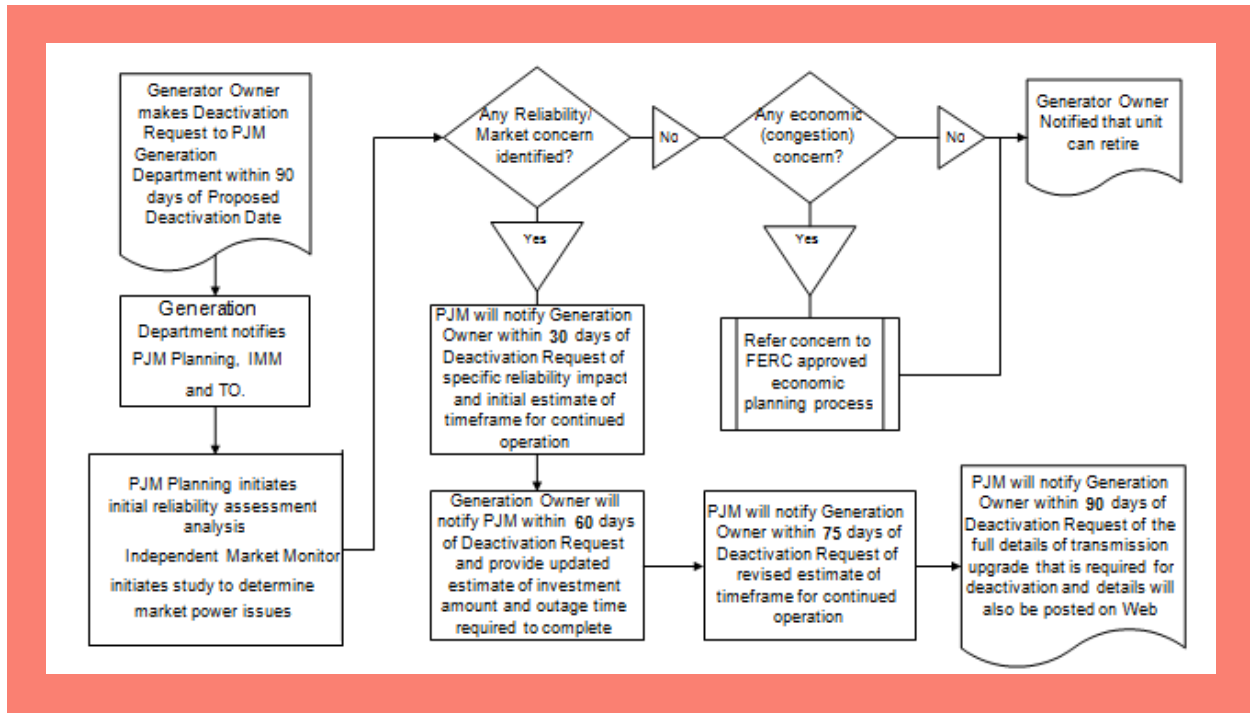 Generator Owner
makes Deactivation
Request to PJM
Generation
Department within 90
days of Proposed
Deactivation Date
Generation
Department notifies
PJM Planning, IMM
and TO.
PJM Planning initiates
initial reliability assessment
analysis
Independent Market Monitor
initiates study to determine
market power issues
Any Reliability/
Market concern
identified?
No
Any economic
(congestion)
concern?
No
Generator Owner
Notified that unit
can retire
Yes
Yes
PJM will notify Generation
Owner within 30 days of
Deactivation Request of
specific reliability impact
and initial estimate of
timeframe for continued
operation
Refer concern to
FERC approved
economic
planning process
Generation Owner will
notify PJM within 60 days
of Deactivation Request
and provide updated
estimate of investment
amount and outage time
required to complete
PJM will notify Generation
Owner within 75 days of
Deactivation Request of
revised estimate of
timeframe for continued
operation
PJM will notify Generation
Owner within 90 days of
Deactivation Request of the
full details of transmission
upgrade that is required for
deactivation and details will
also be posted on Web